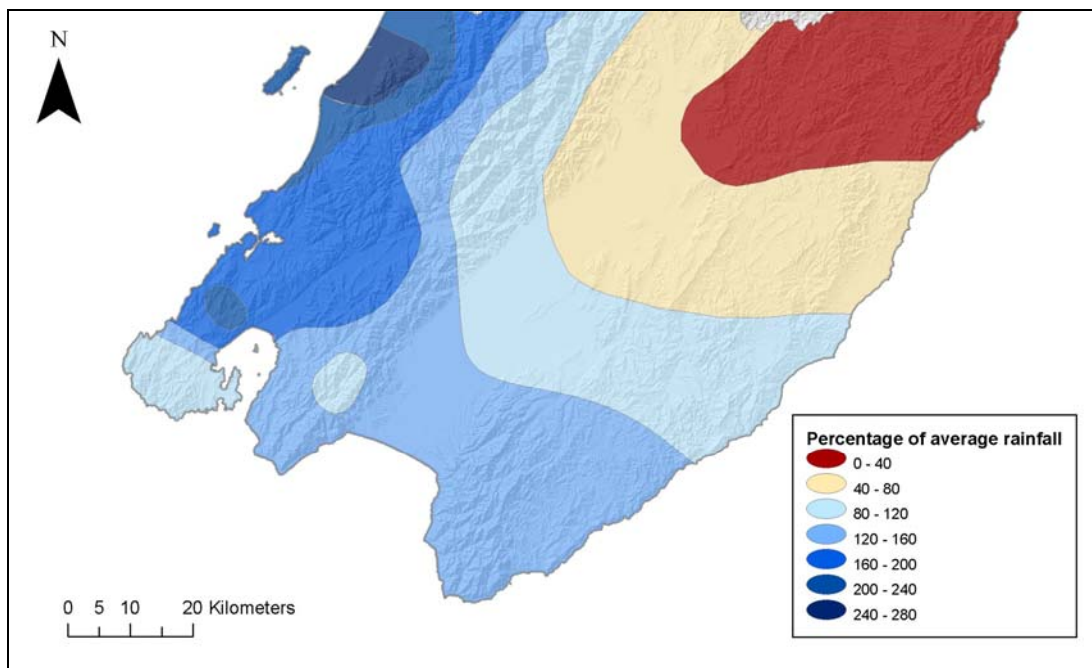 N
Percentage of average rainfall
0 - 40
40 - 80
80 - 120
120 - 160
160 - 200
200 - 240
240 - 280
0 5 10 20 Kilometers